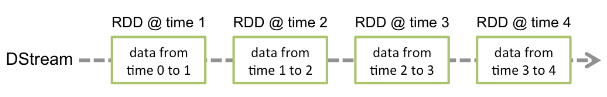 RDD @ time 1 RDD @ time 2 RDD @ time 3 RDD @ time 4
DStream
data from
time 0 to 1
data from
time 1 to 2
data from
time 2 to 3
data from
time 3 to 4